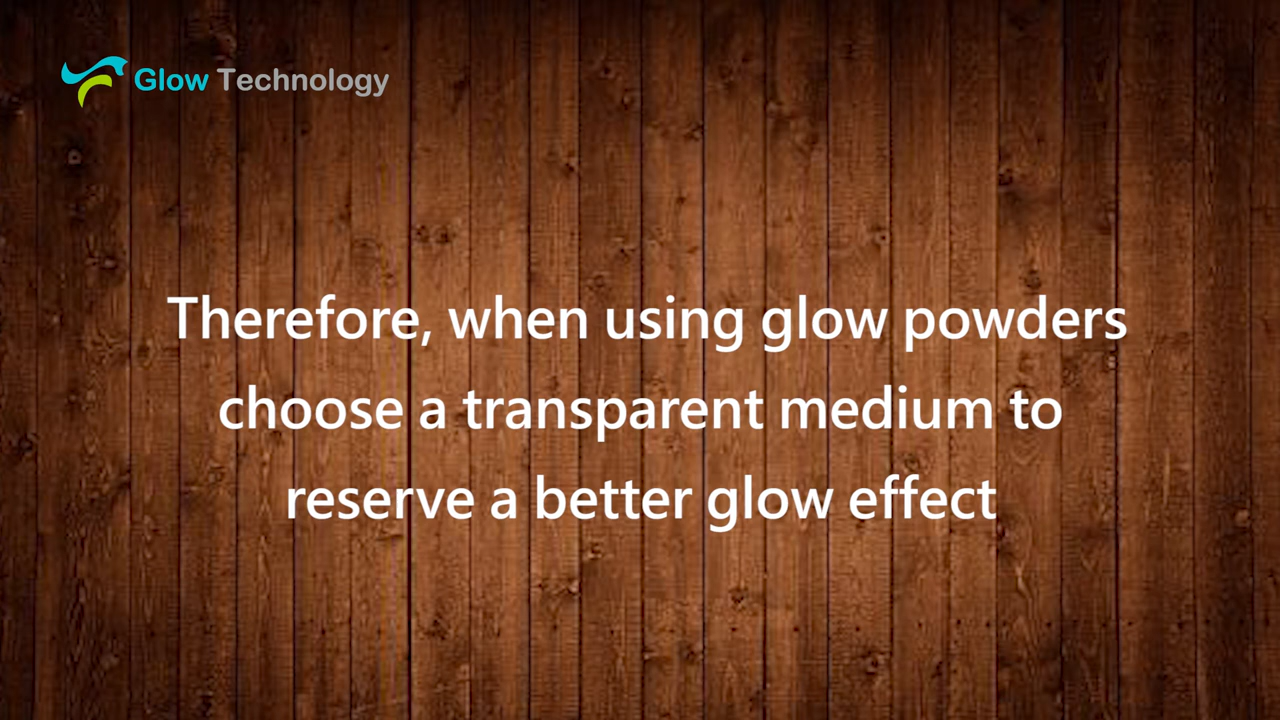 Glow Technology
Therefore, when using glow powders
choose a transparent medium to
reserve a better glow effect